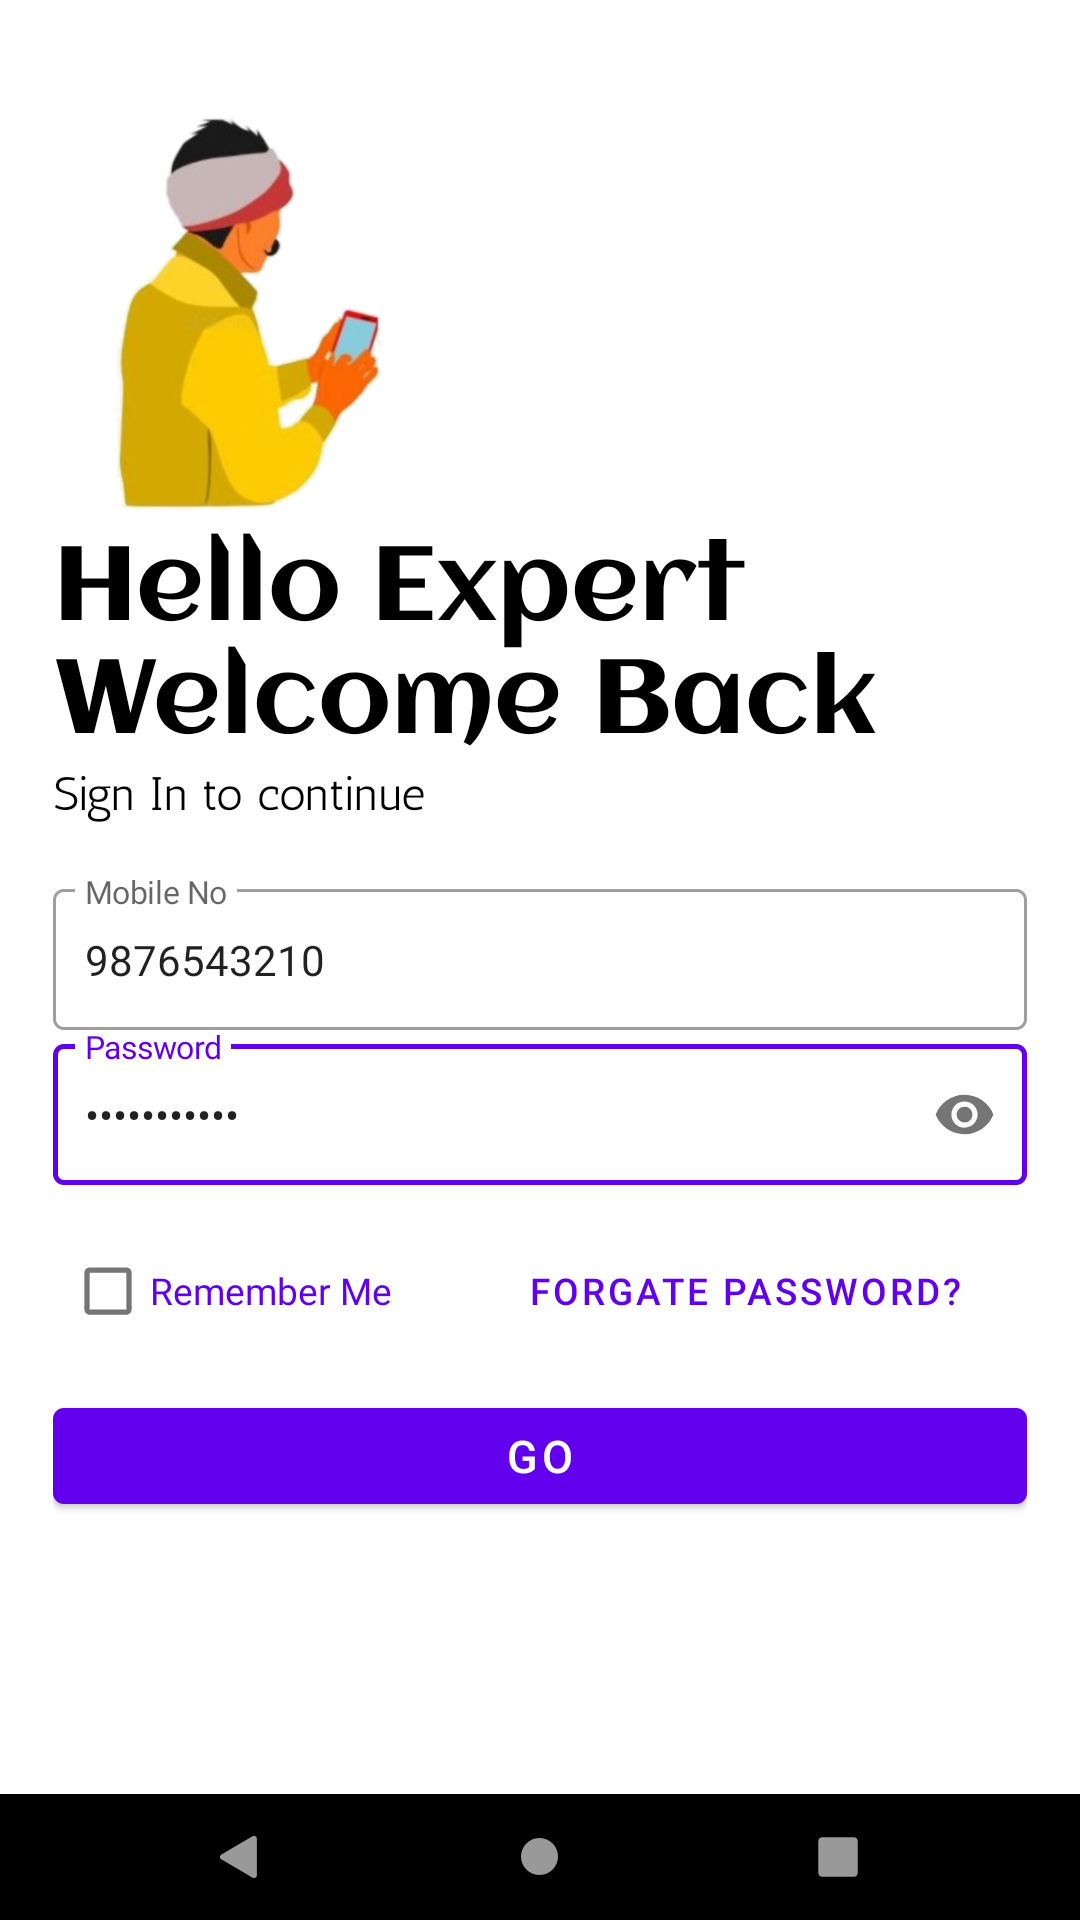 Hello Expert
Welcome Back
Sign In to continue
Mobile No
9876543210
Password
•••••••••••
Remember Me
FORGATE PASSWORD?
GO